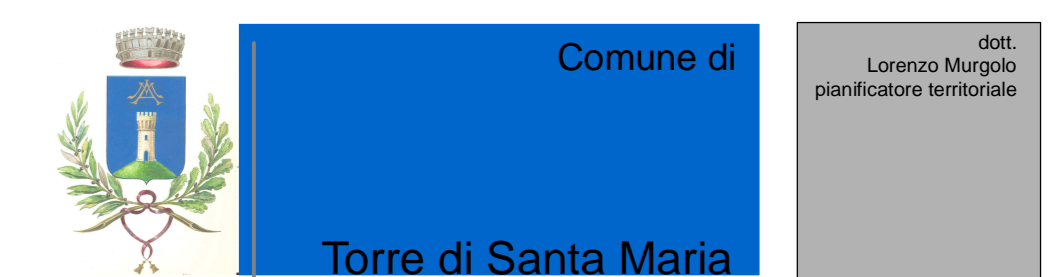 Comune di
Torre di Santa Maria
dott.
Lorenzo Murgolo
pianificatore territoriale